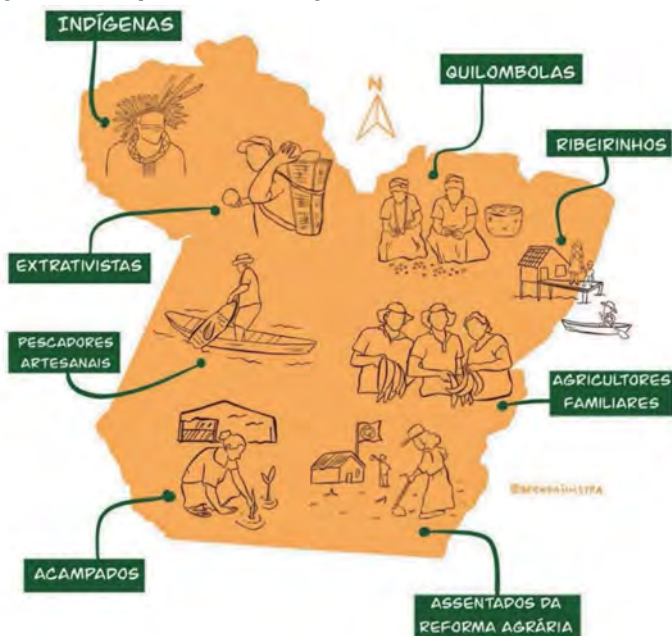 INDÍGENAS
N
QUILOMBOLAS
RIBEIRINHOS
EXTRATIVISTAS
PESCADORES
ARTESANAIS
AGRICULTORES
FAMILIARES
ACAMPADOS
ASSENTADOS DA
REFORMA AGRÁRIA